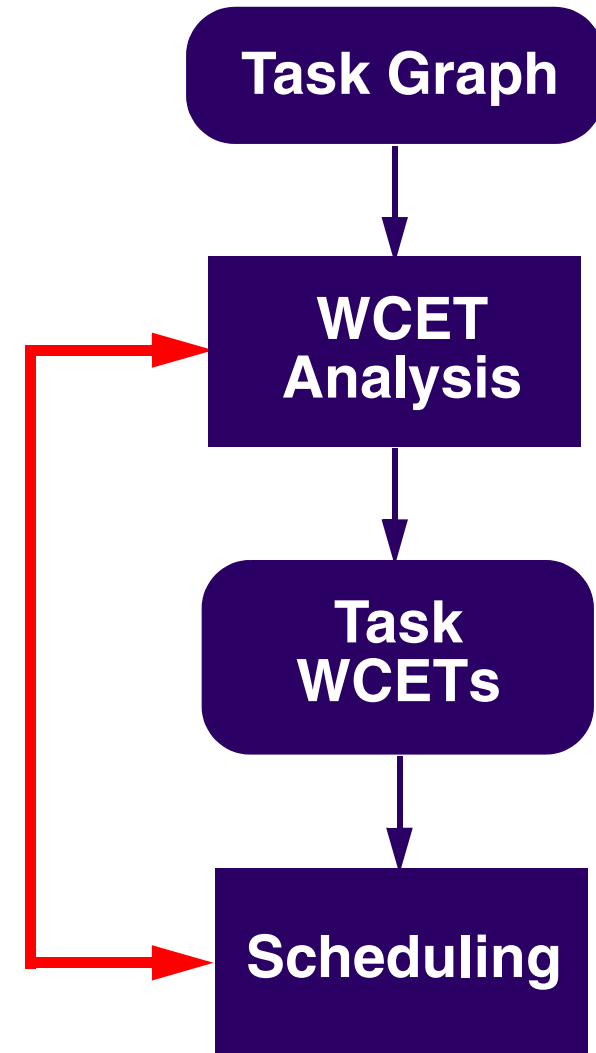 Task Graph
WCET
Analysis
Task
WCETs
Scheduling